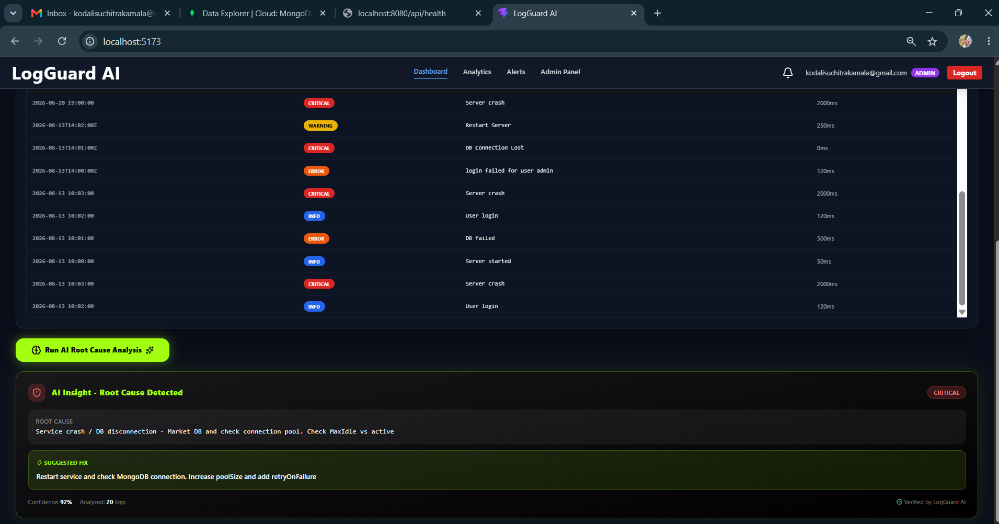 Inbox - kodalisuchitrakamala@g
Data Explorer | Cloud: MongoDB
localhost:8080/api/health
LogGuard AI
localhost:5173
LogGuard AI
Dashboard
Analytics
Alerts
Admin Panel
kodalisuchitrakamala@gmail.com
ADMIN
Logout
2026-08-20 19:00:00 CRITICAL Server crash 2000ms
2026-08-13T14:02:00Z WARNING Restart Server 250ms
2026-08-13T14:01:00Z CRITICAL DB Connection Lost 0ms
2026-08-13T14:00:00Z ERROR login failed for user admin 120ms
2026-08-13 10:03:00 CRITICAL Server crash 2000ms
2026-08-13 10:02:00 INFO User login 120ms
2026-08-13 10:01:00 ERROR DB failed 500ms
2026-08-13 10:00:00 INFO Server started 50ms
2026-08-13 10:03:00 CRITICAL Server crash 2000ms
2026-08-13 10:02:00 INFO User login 120ms
Run AI Root Cause Analysis
AI Insight - Root Cause Detected
CRITICAL
ROOT CAUSE
Service crash / DB disconnection - Market DB and check connection pool. Check MaxIdle vs active
SUGGESTED FIX
Restart service and check MongoDB connection. Increase poolSize and add retryOnFailure
Confidence: 92% Analyzed: 20 logs
Verified by LogGuard AI